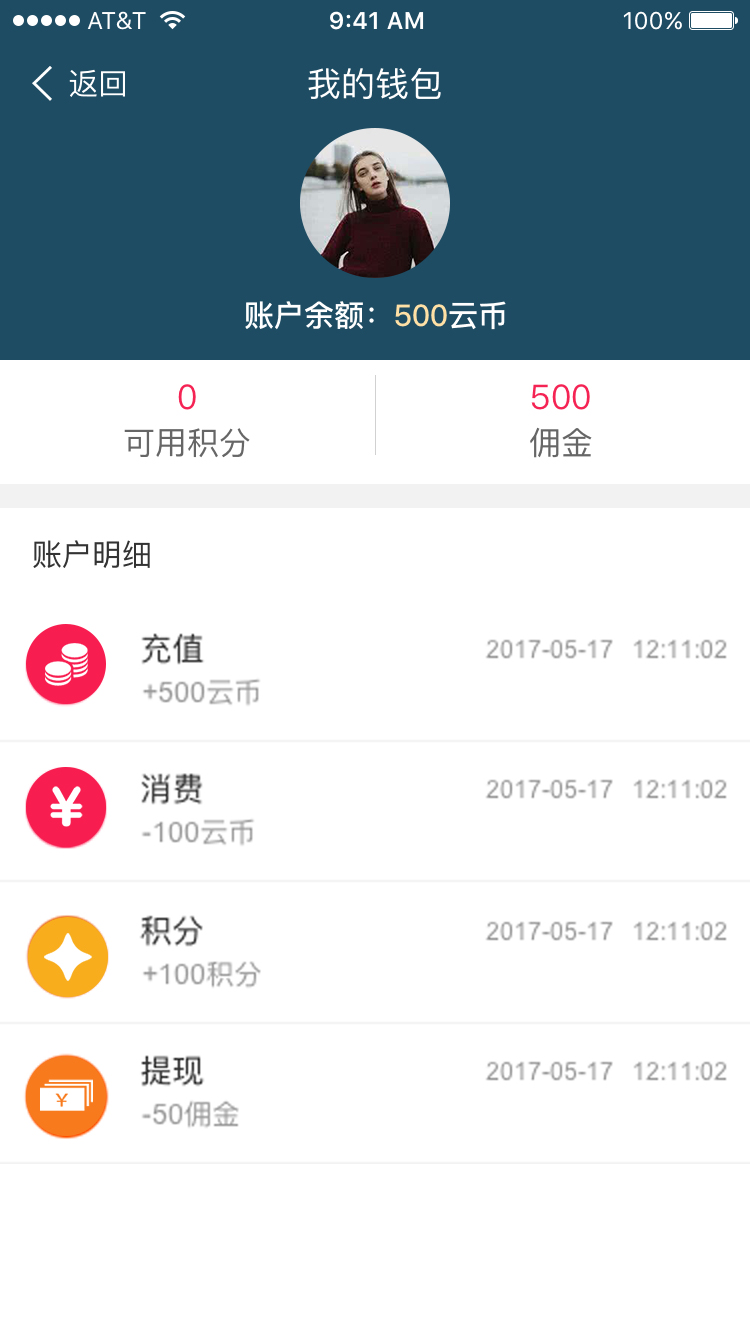 AT&T 9:41 AM 100%
返回 我的钱包
账户余额：500云币
0 500
可用积分 佣金
账户明细
充值 2017-05-17 12:11:02
+500云币
¥
消费 2017-05-17 12:11:02
-100云币
积分 2017-05-17 12:11:02
+100积分
¥
提现 2017-05-17 12:11:02
-50佣金